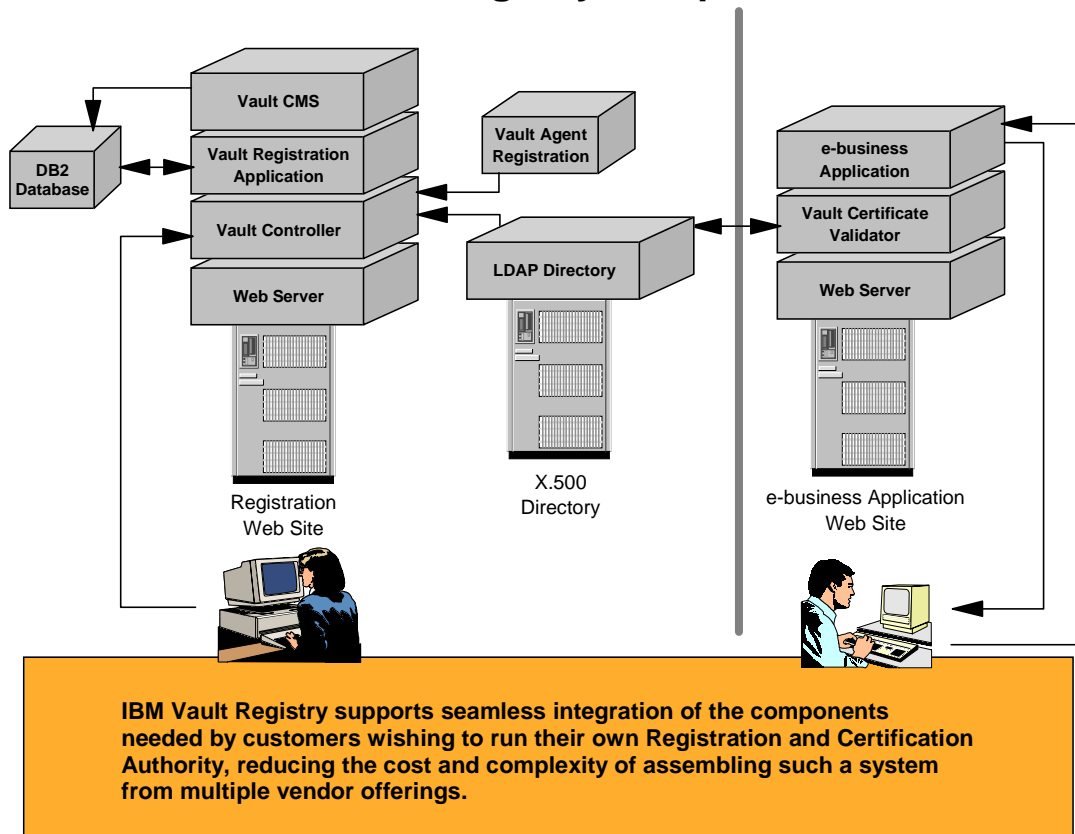 Vault CMS
Vault Registration
Application
Vault Controller
Web Server
DB2
Database
Vault Agent
Registration
LDAP Directory
e-business
Application
Vault Certificate
Validator
Web Server
Registration
Web Site
X.500
Directory
e-business Application
Web Site
IBM Vault Registry supports seamless integration of the components
needed by customers wishing to run their own Registration and Certification
Authority, reducing the cost and complexity of assembling such a system
from multiple vendor offerings.